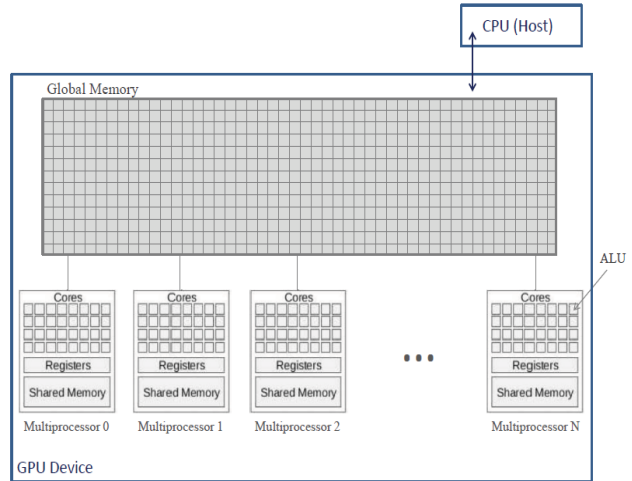 CPU (Host)
Global Memory
ALU
Cores
Cores
Cores
Cores
Registers
Registers
Registers
Registers
Shared Memory
Shared Memory
Shared Memory
Shared Memory
Multiprocessor 0
Multiprocessor 1
Multiprocessor 2
Multiprocessor N
GPU Device